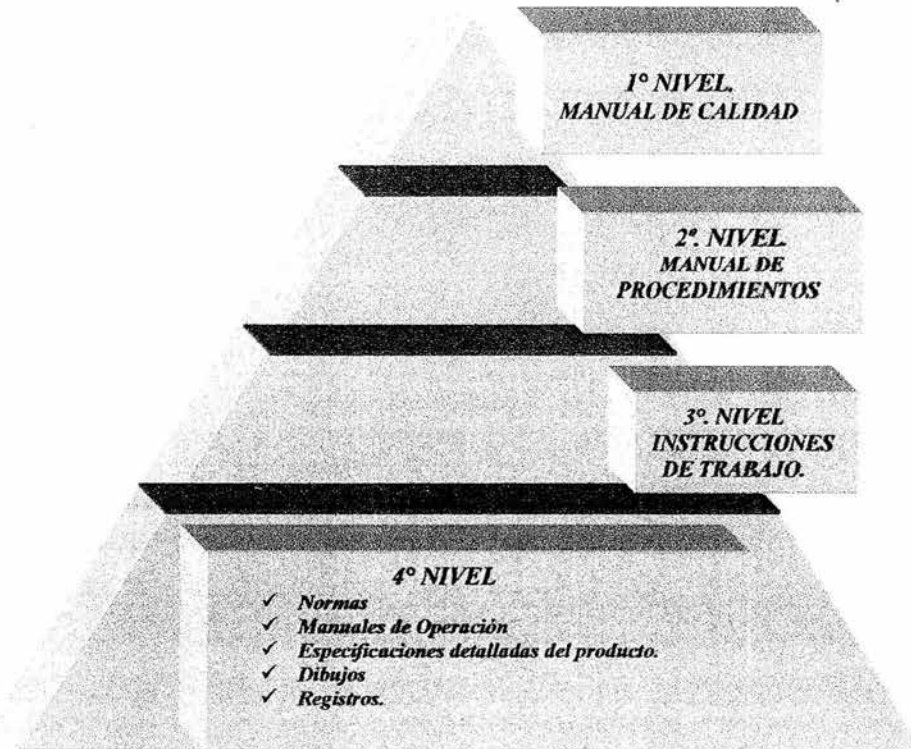 1° NIVEL.
MANUAL DE CALIDAD
2°. NIVEL.
MANUAL DE
PROCEDIMIENTOS
3°. NIVEL
INSTRUCCIONES
DE TRABAJO.
4° NIVEL
✓ Normas
✓ Manuales de Operación
✓ Especificaciones detalladas del producto.
✓ Dibujos
✓ Registros.